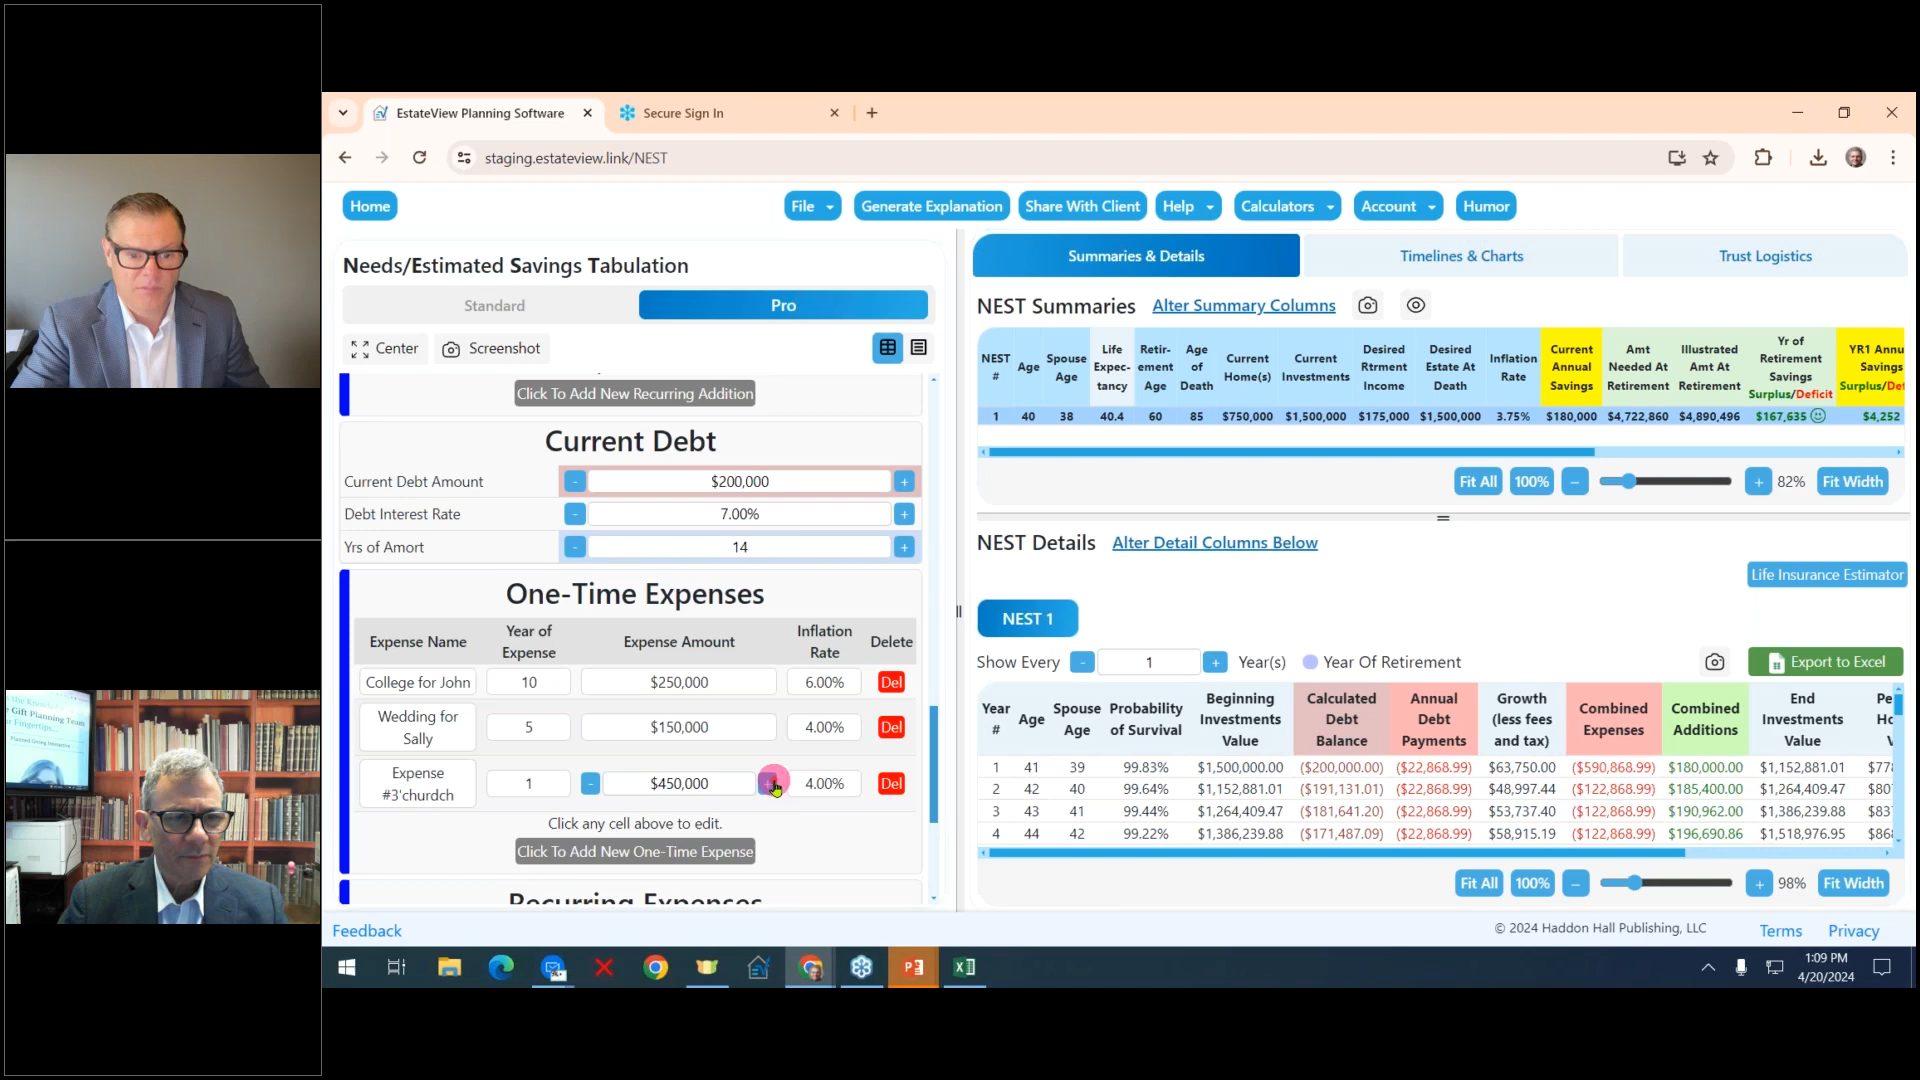 EstateView Planning Software
Secure Sign In
staging.estateview.link/NEST
Home
File
Generate Explanation
Share With Client
Help
Calculators
Account
Humor
Needs/Estimated Savings Tabulation
Standard
Pro
Center
Screenshot
Click To Add New Recurring Addition
Current Debt
Current Debt Amount - $200,000 +
Debt Interest Rate - 7.00% +
Yrs of Amort - 14 +
One-Time Expenses
Expense Name Year of Expense Expense Amount Inflation Rate Delete
College for John 10 $250,000 6.00% Del
Wedding for Sally 5 $150,000 4.00% Del
Expense #3'churdch 1 - $450,000 4.00% Del
Click any cell above to edit.
Click To Add New One-Time Expense
Recurring Expenses
Summaries & Details
Timelines & Charts
Trust Logistics
NEST Summaries Alter Summary Columns
NEST # Age Spouse Age Life Expec- tancy Retir- ement Age Age of Death Current Home(s) Current Investments Desired Rtrment Income Desired Estate At Death Inflation Rate Current Annual Savings Amt Needed At Retirement Illustrated Amt At Retirement Yr of Retirement Savings Surplus/Deficit YR1 Annu Savings Surplus/De
1 40 38 40.4 60 85 $750,000 $1,500,000 $175,000 $1,500,000 3.75% $180,000 $4,722,860 $4,890,496 $167,635 $4,252
Fit All 100% − + 82% Fit Width
NEST Details Alter Detail Columns Below
Life Insurance Estimator
NEST 1
Show Every - 1 + Year(s) Year Of Retirement
Export to Excel
Year # Age Spouse Age Probability of Survival Beginning Investments Value Calculated Debt Balance Annual Debt Payments Growth (less fees and tax) Combined Expenses Combined Additions End Investments Value Pe Ho V
1 41 39 99.83% $1,500,000.00 ($200,000.00) ($22,868.99) $63,750.00 ($590,868.99) $180,000.00 $1,152,881.01 $778
2 42 40 99.64% $1,152,881.01 ($191,131.01) ($22,868.99) $48,997.44 ($122,868.99) $185,400.00 $1,264,409.47 $807
3 43 41 99.44% $1,264,409.47 ($181,641.20) ($22,868.99) $53,737.40 ($122,868.99) $190,962.00 $1,386,239.88 $837
4 44 42 99.22% $1,386,239.88 ($171,487.09) ($22,868.99) $58,915.19 ($122,868.99) $196,690.86 $1,518,976.95 $868
Fit All 100% − + 98% Fit Width
Feedback
© 2024 Haddon Hall Publishing, LLC
Terms
Privacy
1:09 PM
4/20/2024
Gift Planning Team
Fingertips